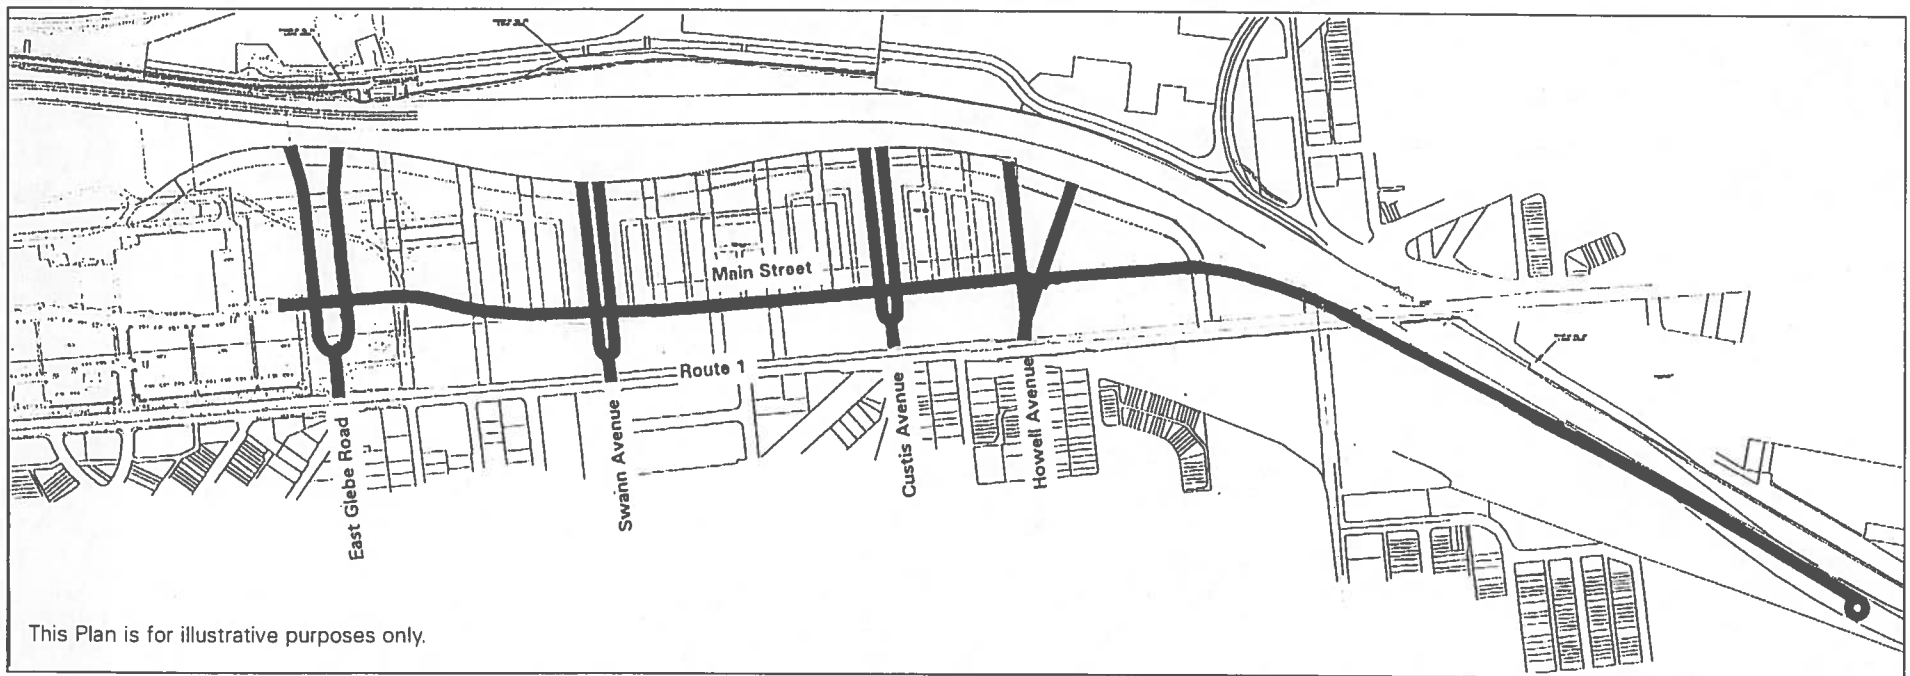 Main Street
Route 1
East Glebe Road
Swann Avenue
Custis Avenue
Howell Avenue
This Plan is for illustrative purposes only.